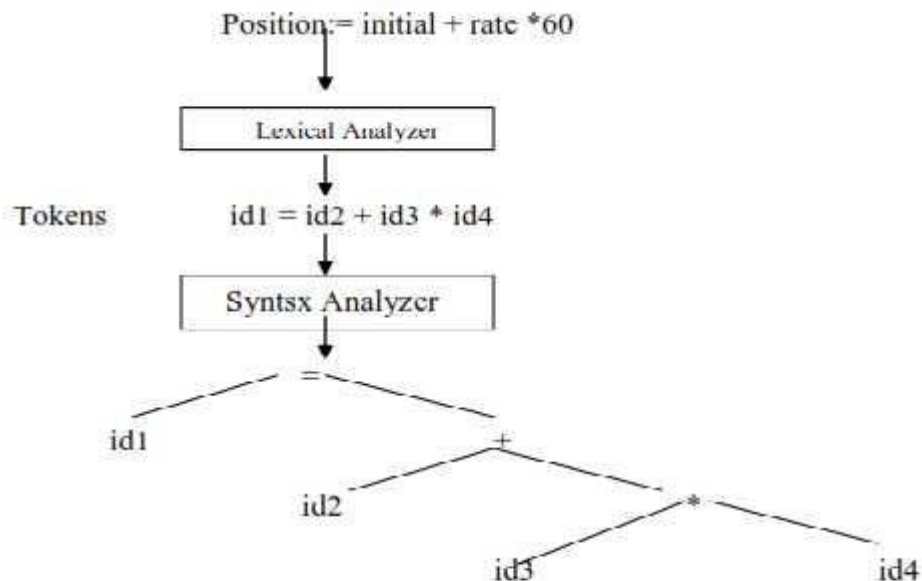 Position:= initial + rate *60
Lexical Analyzer
Tokens id1 = id2 + id3 * id4
Syntsx Analyzer
=
id1
+
id2
*
id3 id4